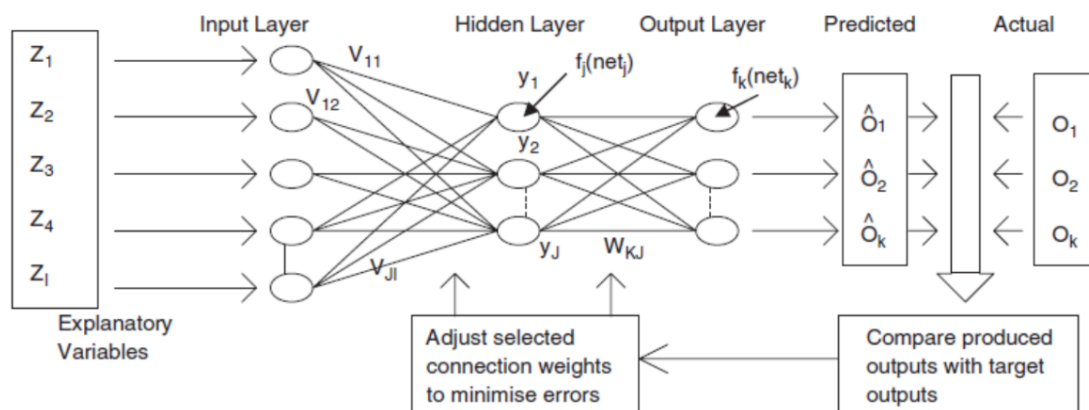 Input Layer Hidden Layer Output Layer Predicted Actual
Z1 V11 y1 fj(netj) fk(netk)
Z2 V12 Ô1 O1
y2
Z3 Ô2 O2
Z4 Ôk Ok
yJ WKJ
ZI VJI
Explanatory
Variables
Adjust selected
connection weights
to minimise errors
Compare produced
outputs with target
outputs